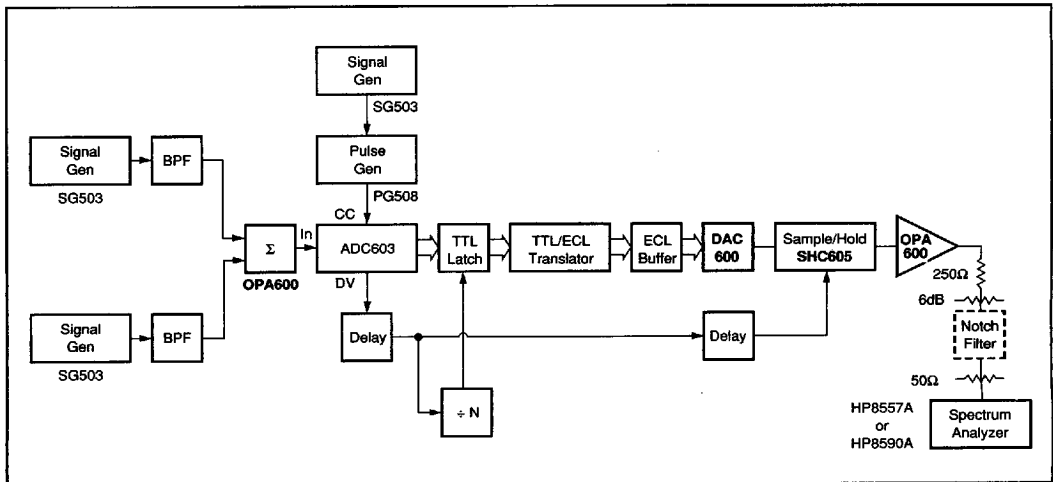 Signal
Gen
SG503
Pulse
Gen
PG508
Signal
Gen
SG503
BPF
CC
In
Σ
OPA600
ADC603
DV
TTL
Latch
TTL/ECL
Translator
ECL
Buffer
DAC
600
Sample/Hold
SHC605
OPA
600
250Ω
6dB
Notch
Filter
50Ω
HP8557A
or
HP8590A
Spectrum
Analyzer
Signal
Gen
SG503
BPF
Delay
Delay
÷ N